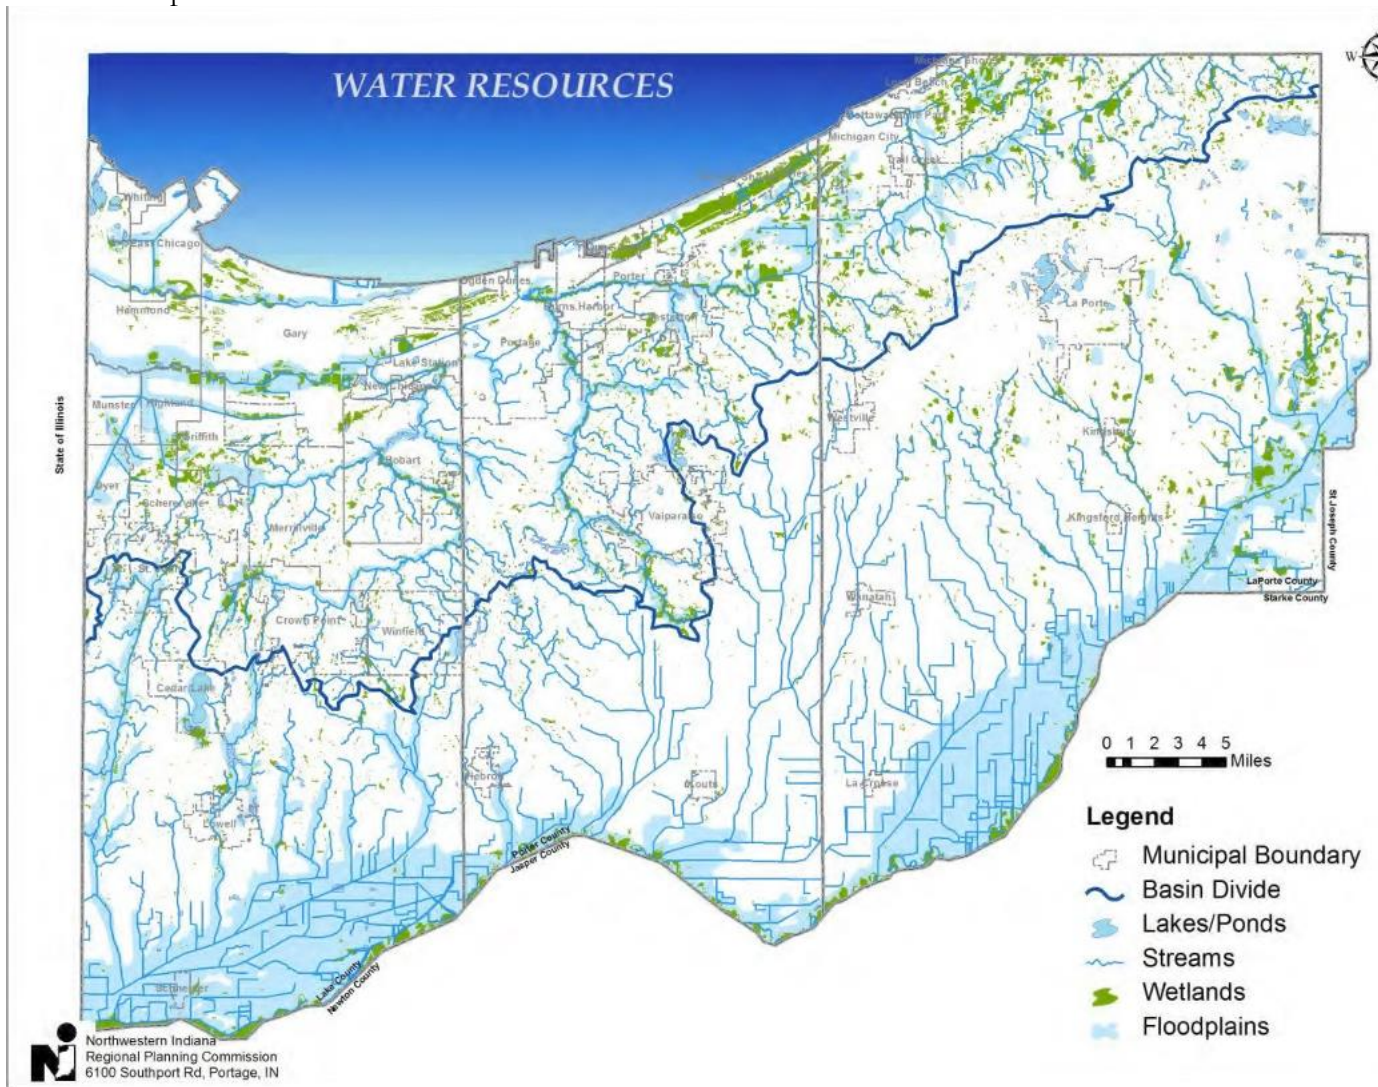 WATER RESOURCES
W
Long Beach
Michigan City
Trail Creek
Whiting
East Chicago
Ogden Dunes
Porter
Burns Harbor
La Porte
Hammond
Gary
Portage
Lake Station
New Chicago
Munster
Highland
Westville
Griffith
Kingsbury
Hobart
Dyer
Schererville
Merrillville
Valparaiso
Kingsford Heights
State of Illinois
St Joseph County
LaPorte County
Starke County
Wanatah
Crown Point
Winfield
Cedar Lake
0 1 2 3 4 5 Miles
Hebron
Kouts
La Crosse
Lowell
Porter County
Jasper County
Legend
Municipal Boundary
Basin Divide
Lakes/Ponds
Streams
Wetlands
Floodplains
Schneider
Lake County
Newton County
Northwestern Indiana
Regional Planning Commission
6100 Southport Rd, Portage, IN